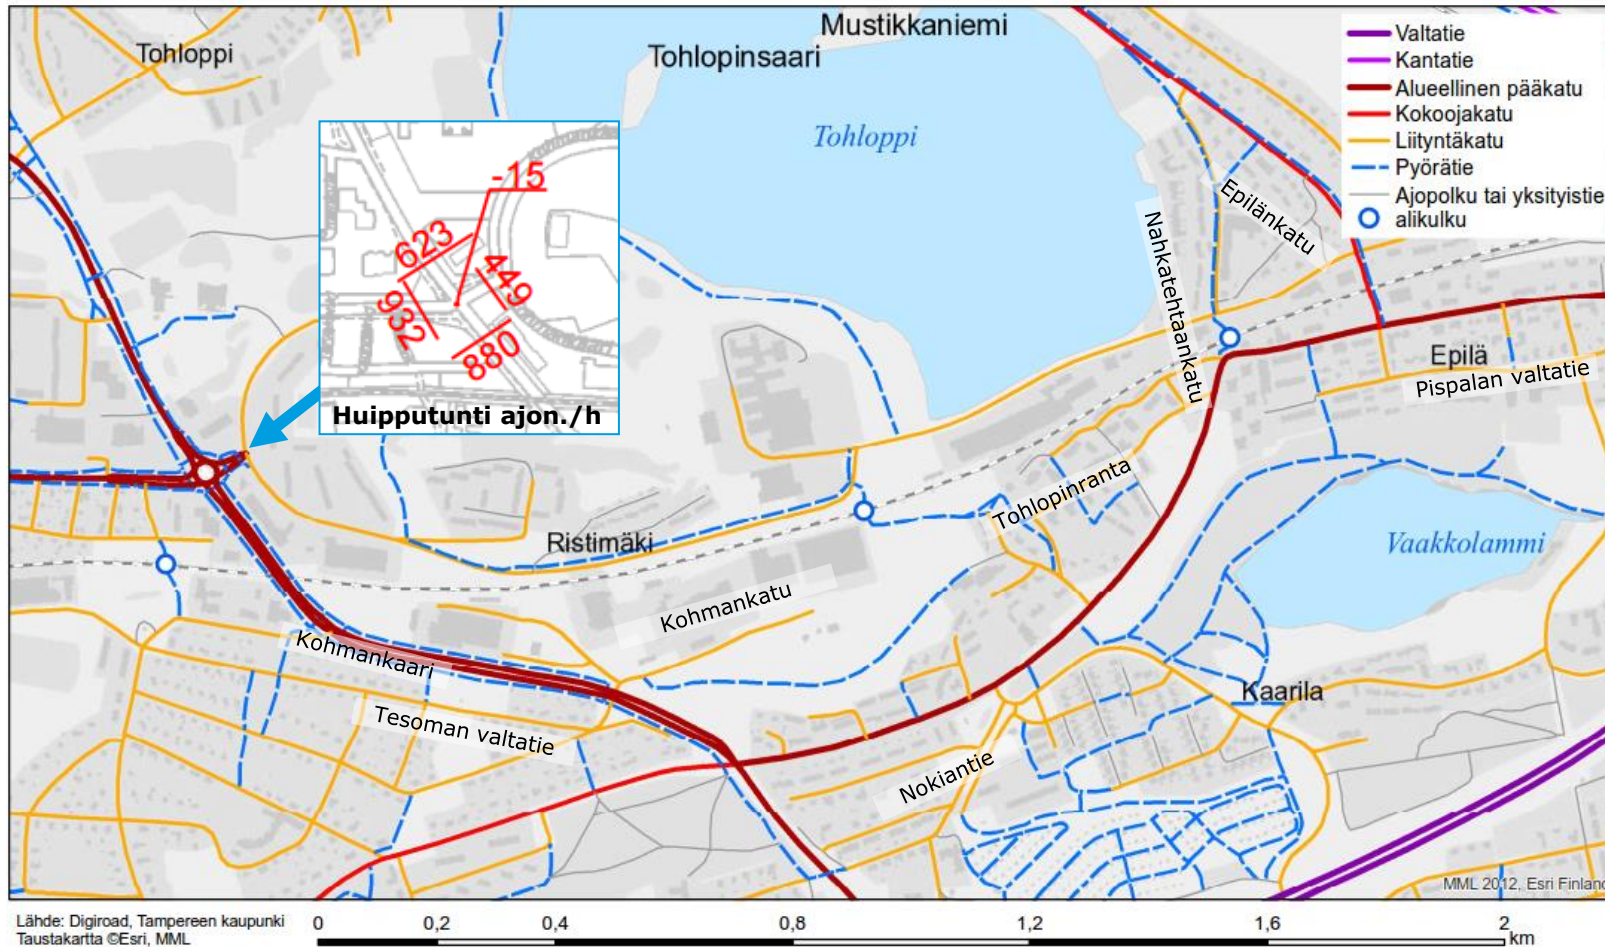 Mustikkaniemi
Tohloppi
Tohlopinsaari
Tohloppi
Valtatie
Kantatie
Alueellinen pääkatu
Kokoojakatu
Liityntäkatu
Pyörätie
Ajopolku tai yksityistie
alikulku
-15
623
449
932
880
Huipputunti ajon./h
Epilänkatu
Nahkatehtaankatu
Epilä
Pispalan valtatie
Tohlopinranta
Ristimäki
Vaakkolammi
Kohmankatu
Kohmankaari
Kaarila
Tesoman valtatie
Nokiantie
MML 2012, Esri Finland
Lähde: Digiroad, Tampereen kaupunki
Taustakartta ©Esri, MML
0 0,2 0,4 0,8 1,2 1,6 2
km